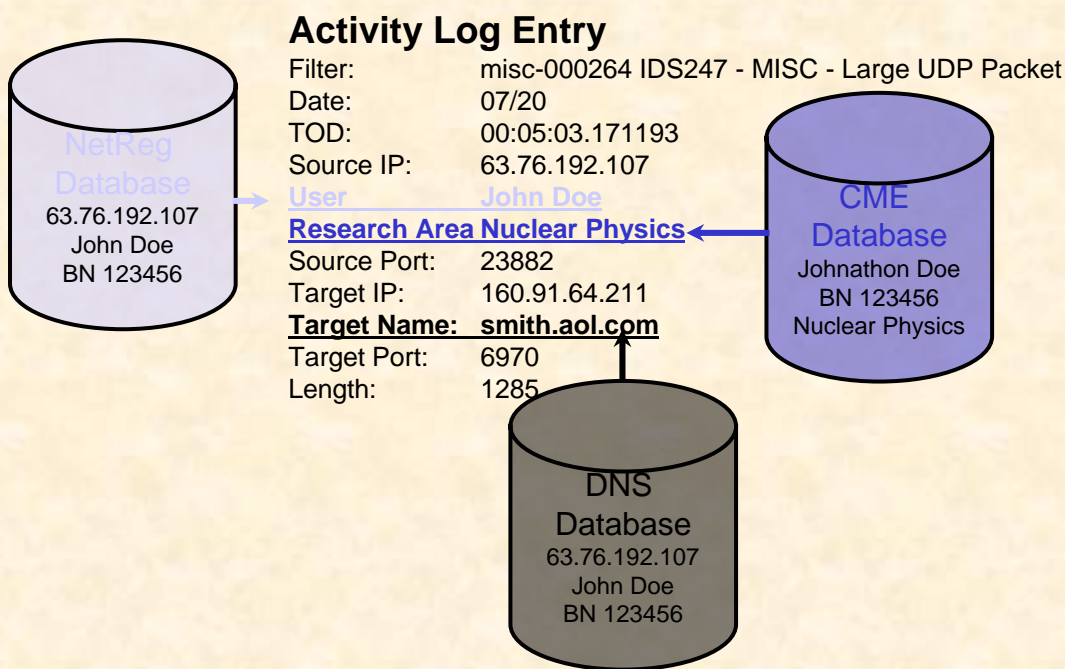 Activity Log Entry
Filter: misc-000264 IDS247 - MISC - Large UDP Packet
Date: 07/20
TOD: 00:05:03.171193
Source IP: 63.76.192.107
User John Doe
Research Area Nuclear Physics
Source Port: 23882
Target IP: 160.91.64.211
Target Name: smith.aol.com
Target Port: 6970
Length: 1285
NetReg
Database
63.76.192.107
John Doe
BN 123456
CME
Database
Johnathon Doe
BN 123456
Nuclear Physics
DNS
Database
63.76.192.107
John Doe
BN 123456